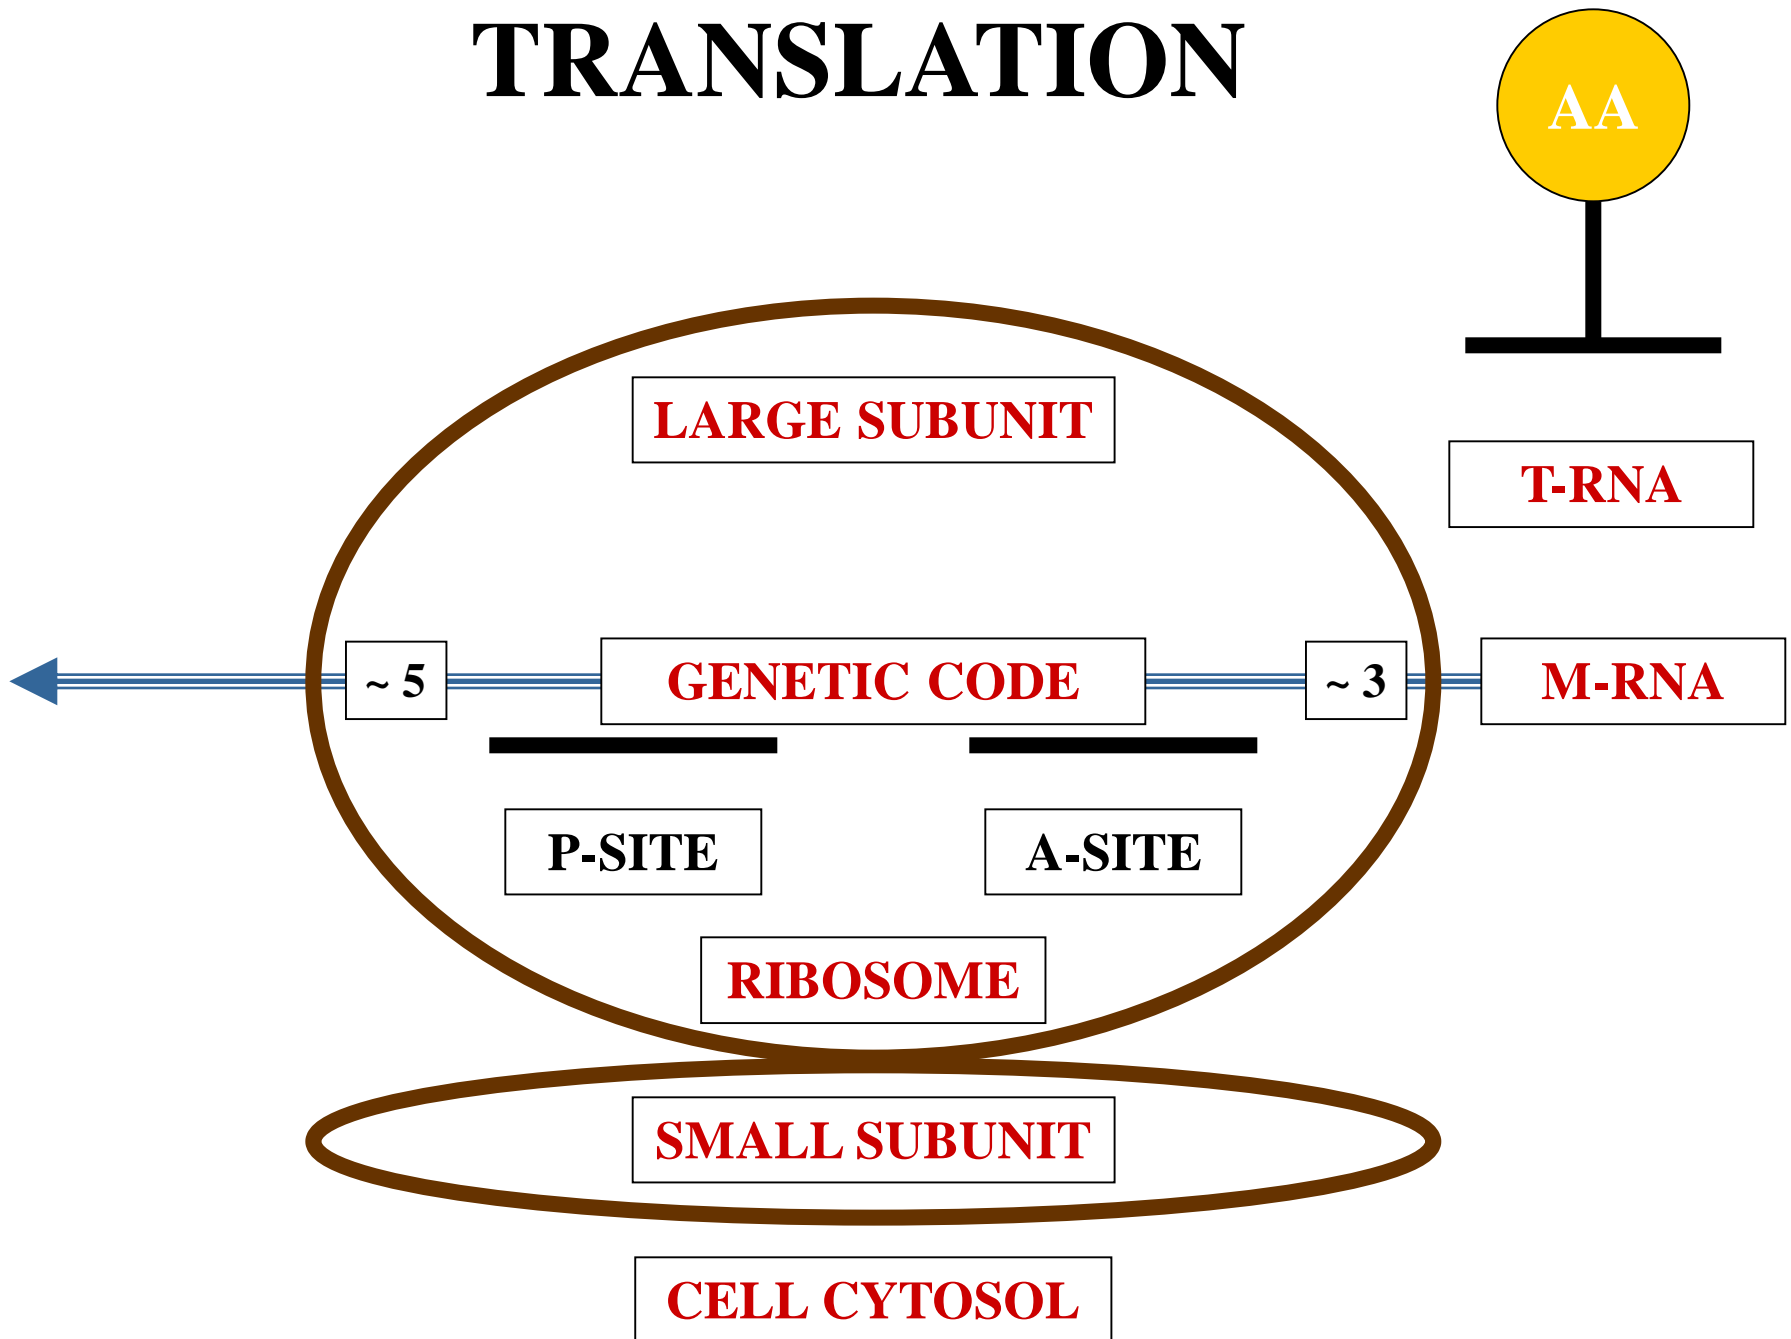 TRANSLATION
AA
LARGE SUBUNIT
T-RNA
~ 5
GENETIC CODE
~ 3
M-RNA
P-SITE
A-SITE
RIBOSOME
SMALL SUBUNIT
CELL CYTOSOL